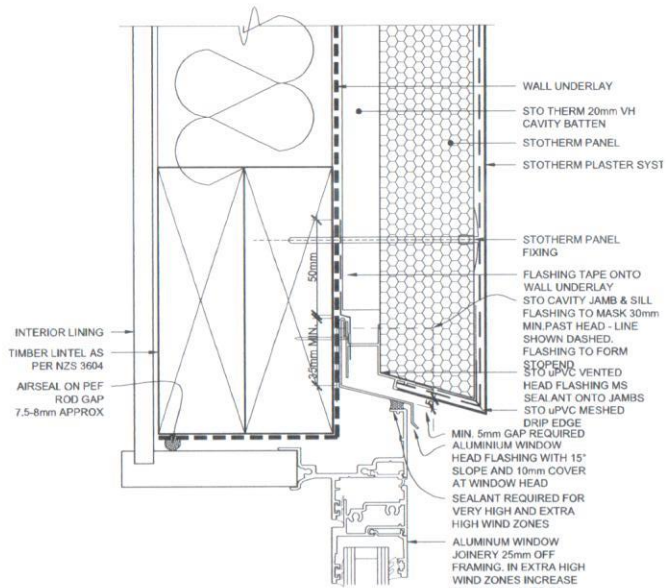 WALL UNDERLAY
STO THERM 20mm VH
CAVITY BATTEN
STOTHERM PANEL
STOTHERM PLASTER SYST
STOTHERM PANEL
FIXING
FLASHING TAPE ONTO
WALL UNDERLAY
STO CAVITY JAMB & SILL
FLASHING TO MASK 30mm
MIN.PAST HEAD - LINE
SHOWN DASHED.
FLASHING TO FORM
STOPEND
STO uPVC VENTED
HEAD FLASHING MS
SEALANT ONTO JAMBS
STO uPVC MESHED
DRIP EDGE
MIN. 5mm GAP REQUIRED
ALUMINIUM WINDOW
HEAD FLASHING WITH 15°
SLOPE AND 10mm COVER
AT WINDOW HEAD
SEALANT REQUIRED FOR
VERY HIGH AND EXTRA
HIGH WIND ZONES
ALUMINUM WINDOW
JOINERY 25mm OFF
FRAMING. IN EXTRA HIGH
WIND ZONES INCREASE
50mm
35mm MIN.
INTERIOR LINING
TIMBER LINTEL AS
PER NZS 3604
AIRSEAL ON PEF
ROD GAP
7.5-8mm APPROX